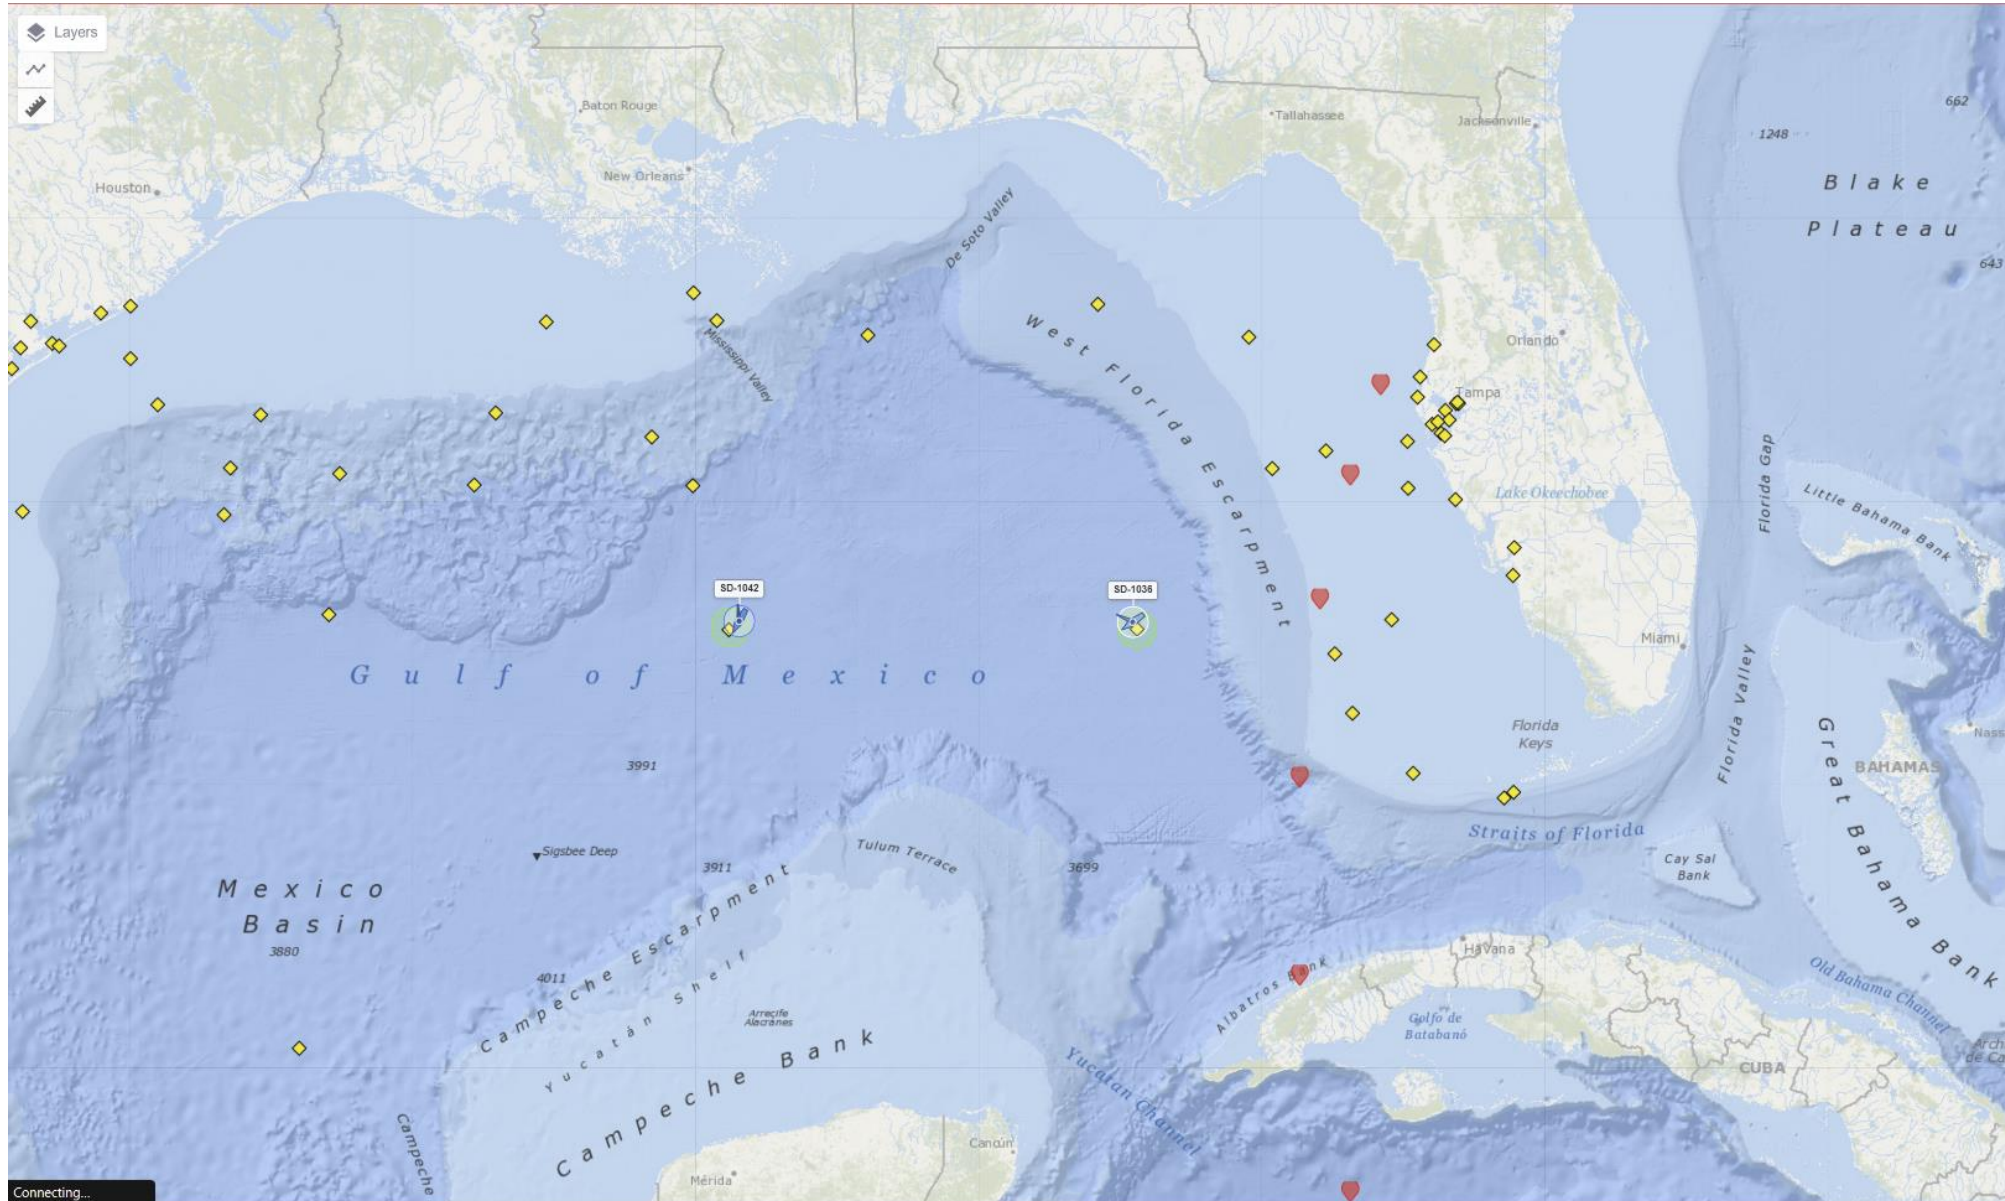 Layers
Baton Rouge
Tallahassee
Jacksonville
662
1248
New Orleans
Houston
Blake
Plateau
De Soto Valley
643
Mississippi Valley
West Florida Escarpment
Orlando
Tampa
Florida Gap
Lake Okeechobee
Little Bahama Bank
SD-1042
SD-1036
Miami
Gulf of Mexico
Florida Valley
Florida
Keys
Nass
3991
BAHAMAS
Great Bahama Bank
Straits of Florida
Sigsbee Deep
Tulum Terrace
3911
3699
Cay Sal
Bank
Mexico
Basin
3880
Campeche Escarpment
4011
Yucatán Shelf
Havana
Albatros Bank
Old Bahama Channel
Arrecife
Alacranes
Golfo de
Batabanó
Campeche Bank
Yucatan Channel
Arch
de Ca
CUBA
Campeche
Cancún
Mérida
Connecting...